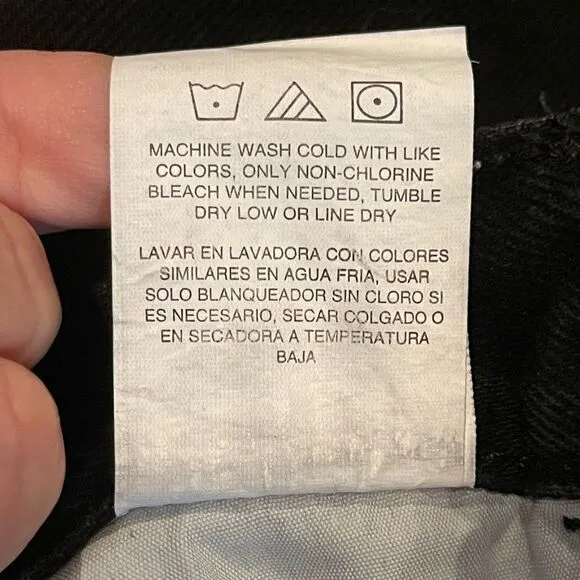 MACHINE WASH COLD WITH LIKE
COLORS, ONLY NON-CHLORINE
BLEACH WHEN NEEDED, TUMBLE
DRY LOW OR LINE DRY
LAVAR EN LAVADORA CON COLORES
SIMILARES EN AGUA FRIA, USAR
SOLO BLANQUEADOR SIN CLORO SI
ES NECESARIO, SECAR COLGADO O
EN SECADORA A TEMPERATURA
BAJA